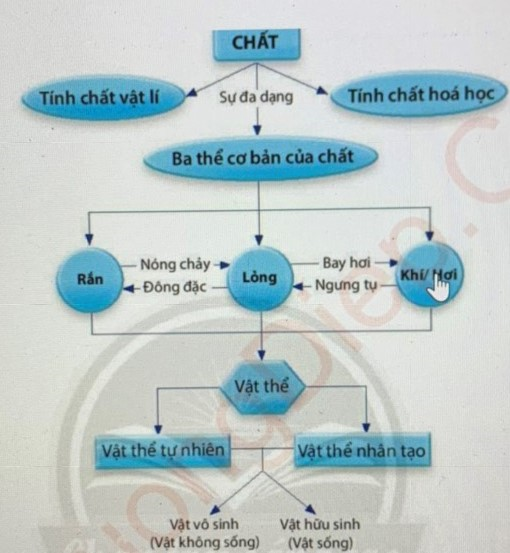 CHẤT
Tính chất vật lí
Sự đa dạng
Tính chất hoá học
Ba thể cơ bản của chất
Rắn
Nóng chảy
Đông đặc
Lỏng
Bay hơi
Ngưng tụ
Khí/ Hơi
Vật thể
Vật thể tự nhiên
Vật thể nhân tạo
Vật vô sinh
(Vật không sống)
Vật hữu sinh
(Vật sống)